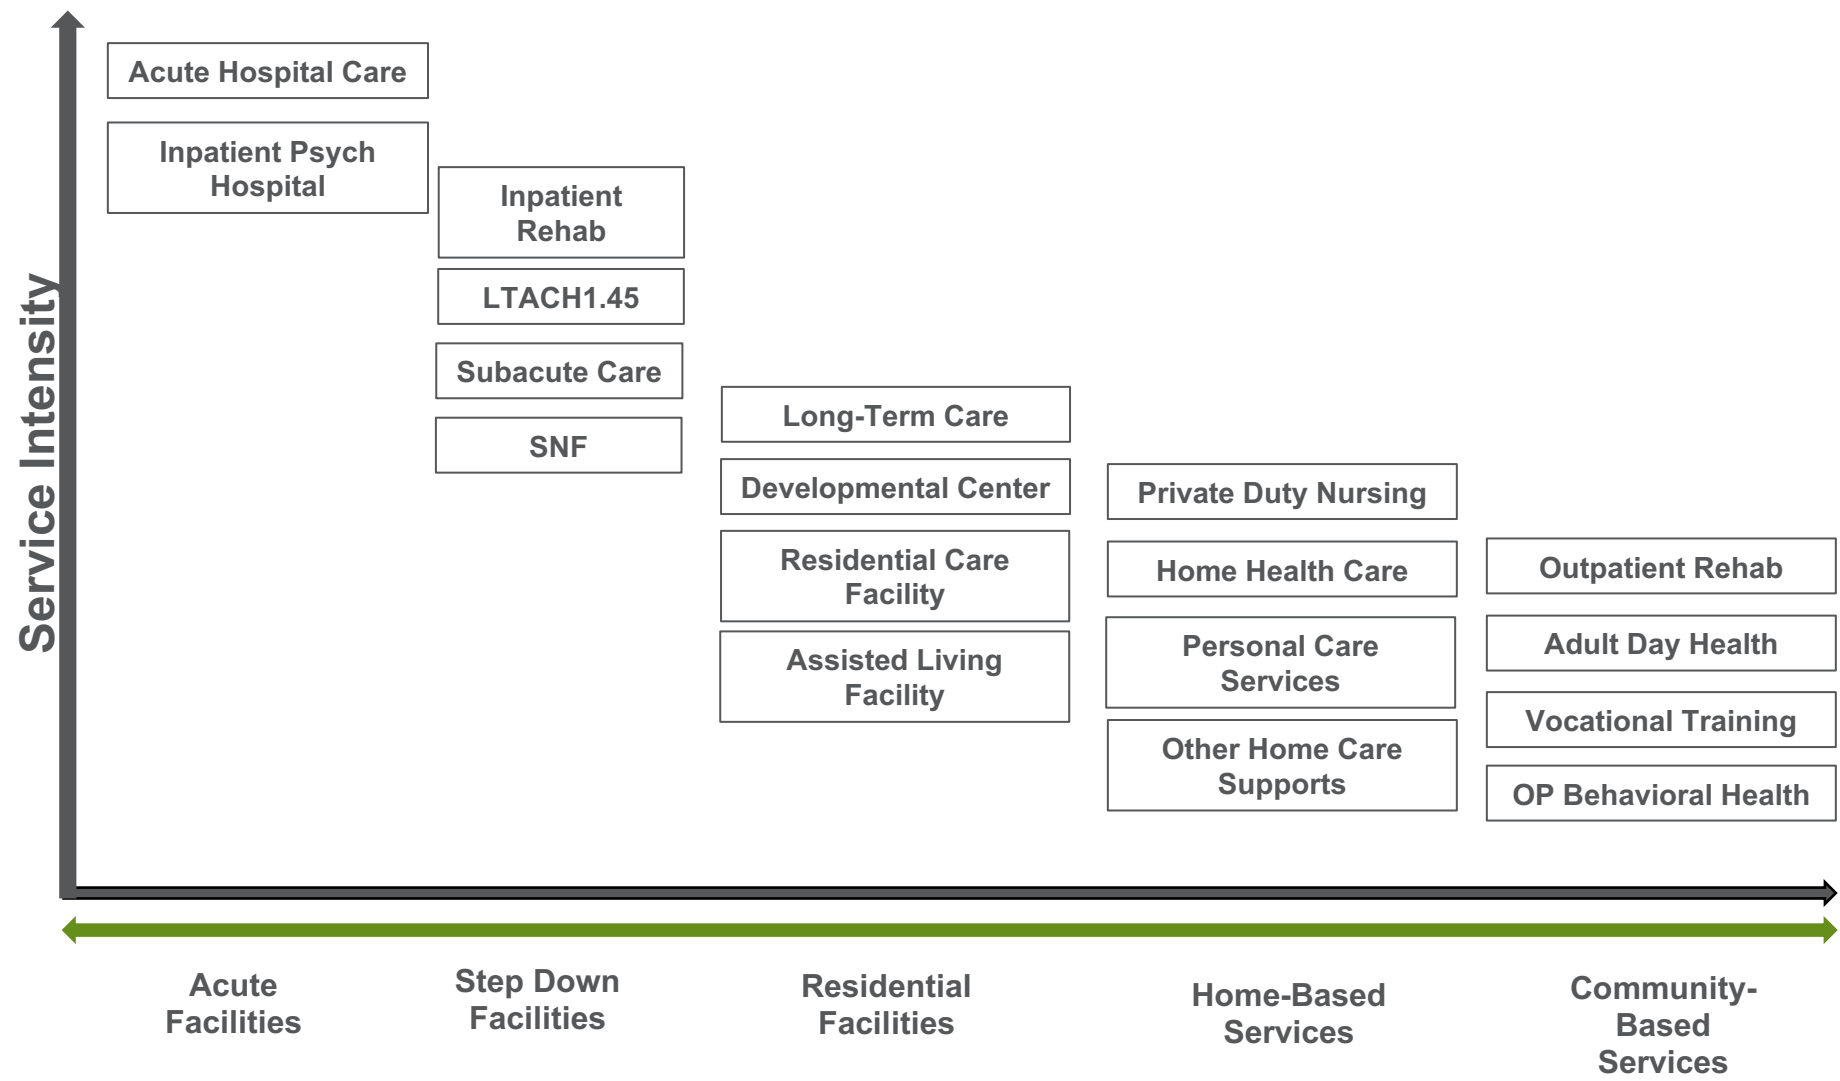 Service Intensity
Acute Hospital Care
Inpatient Psych
Hospital
Inpatient
Rehab
LTACH1.45
Subacute Care
SNF
Long-Term Care
Developmental Center
Residential Care
Facility
Assisted Living
Facility
Private Duty Nursing
Home Health Care
Personal Care
Services
Other Home Care
Supports
Outpatient Rehab
Adult Day Health
Vocational Training
OP Behavioral Health
Acute
Facilities
Step Down
Facilities
Residential
Facilities
Home-Based
Services
Community-
Based
Services